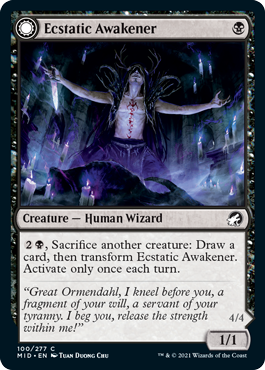 Ecstatic Awakener
Creature — Human Wizard
2B, Sacrifice another creature: Draw a
card, then transform Ecstatic Awakener.
Activate only once each turn.
"Great Ormendahl, I kneel before you, a
fragment of your will, a servant of your
tyranny. I beg you, release the strength
within me!"
4/4
1/1
100/277 C
MID • EN Tuan Duong Chu
™ & © 2021 Wizards of the Coast